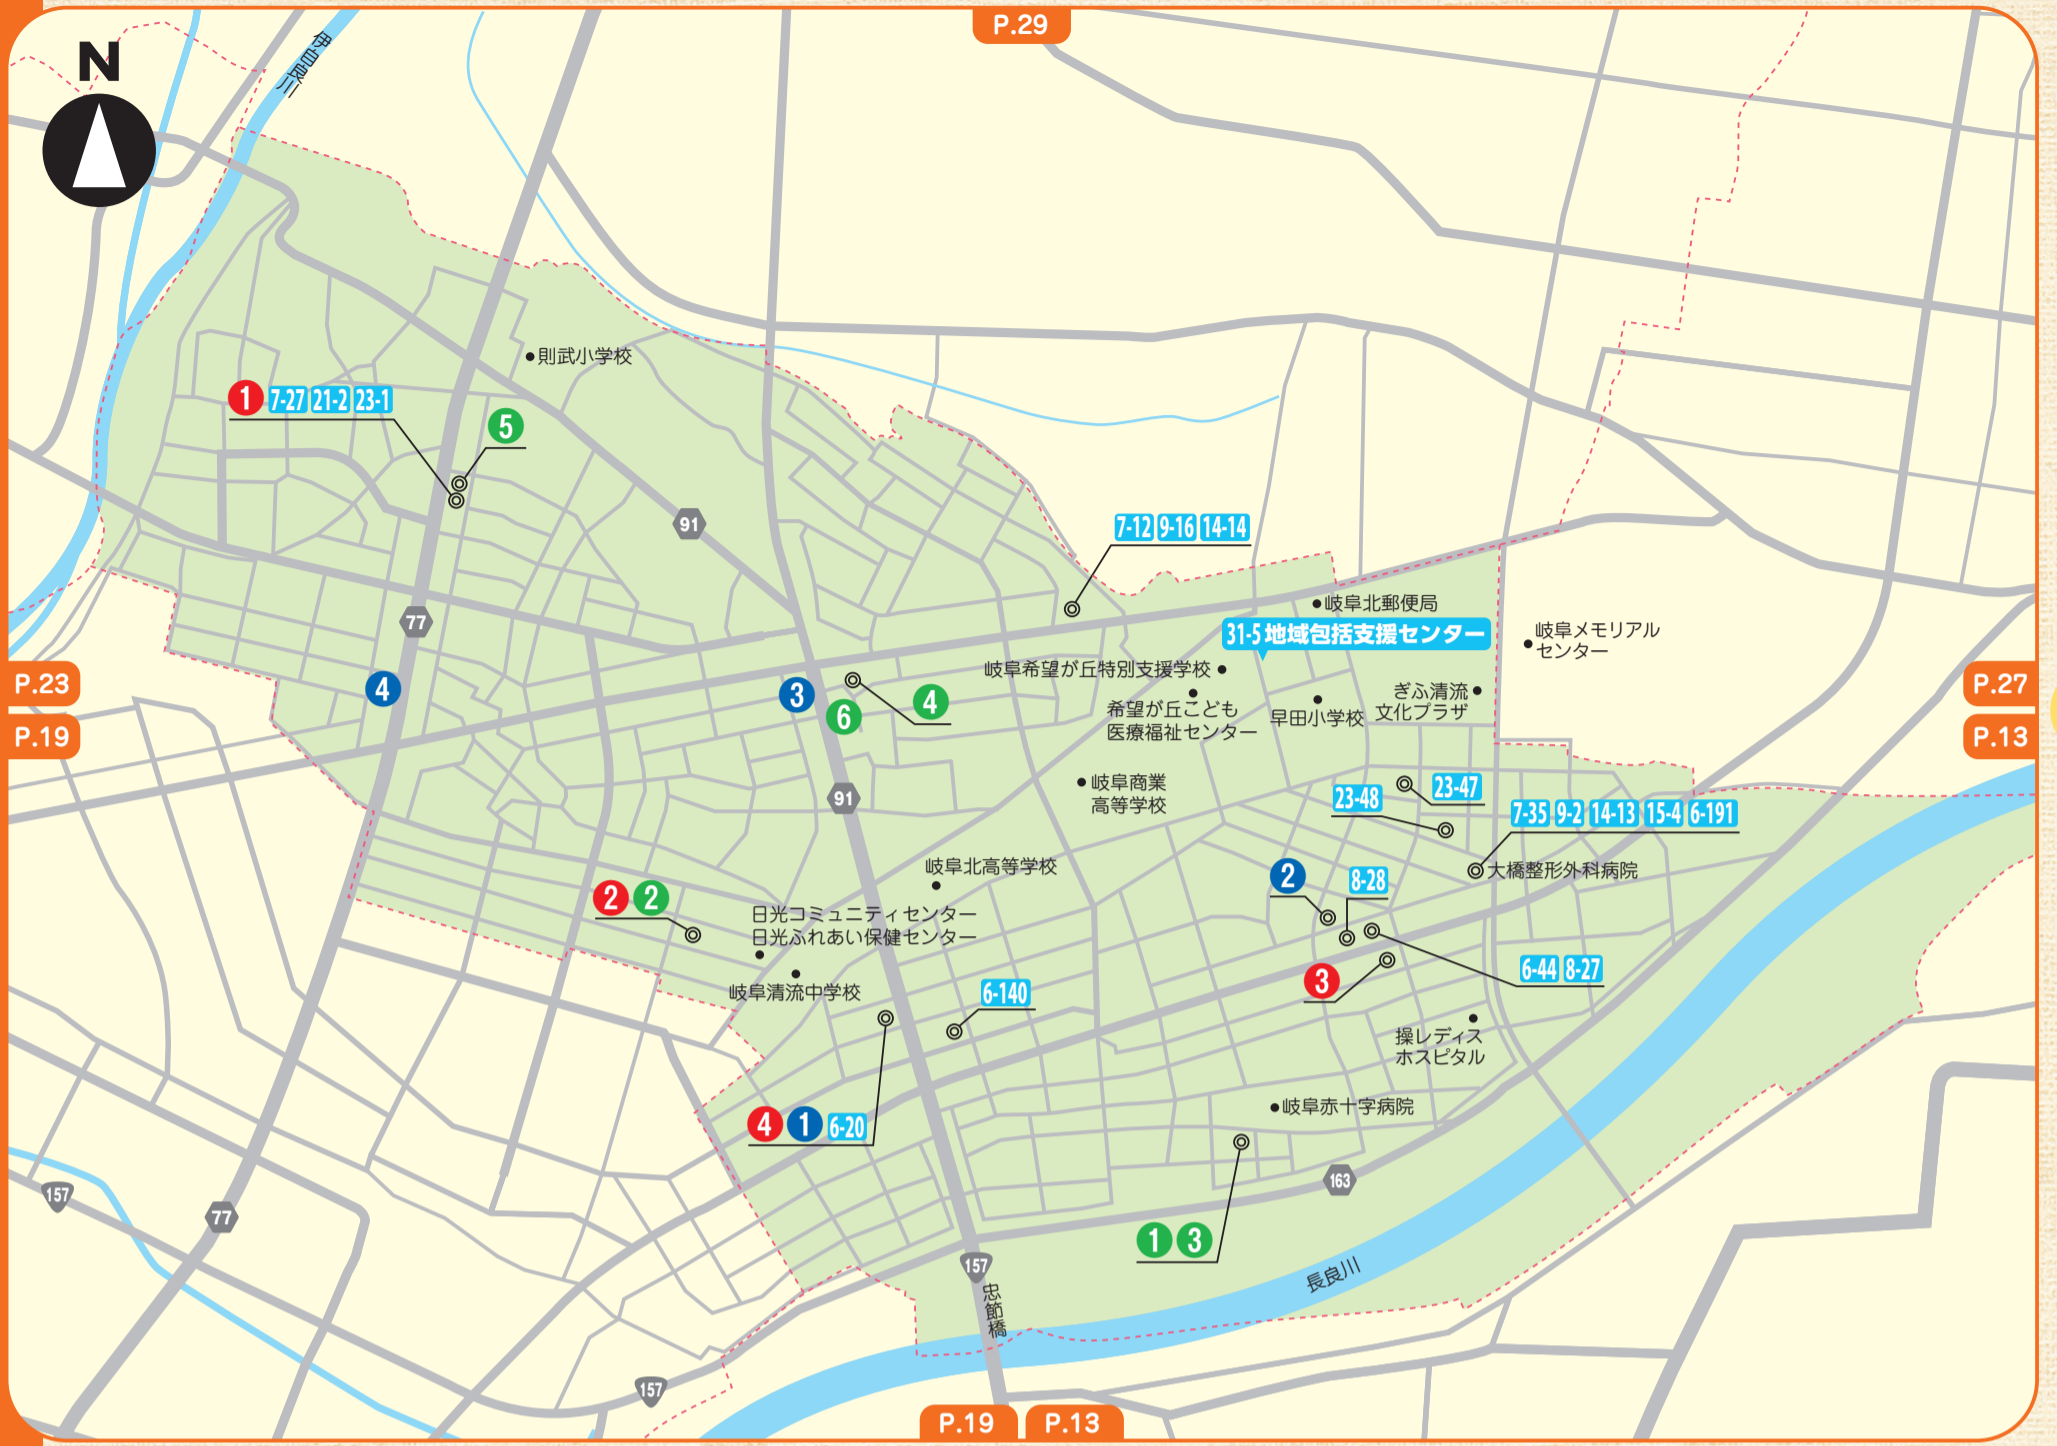 P.29
N
伊自良川
則武小学校
1 7-27 21-2 23-1
5
91
7-12 9-16 14-14
岐阜北郵便局
31-5 地域包括支援センター
77
岐阜メモリアル
センター
岐阜希望が丘特別支援学校
P.23
P.19
P.27
P.13
4
3
6
4
希望が丘こども
医療福祉センター
早田小学校
ぎふ清流
文化プラザ
岐阜商業
高等学校
91
23-48
23-47
7-35 9-2 14-13 15-4 6-191
大橋整形外科病院
岐阜北高等学校
2
8-28
2 2
日光コミュニティセンター
日光ふれあい保健センター
岐阜清流中学校
3
6-44 8-27
6-140
操レディス
ホスピタル
4 1 6-20
岐阜赤十字病院
163
157
77
1 3
157
忠節橋
長良川
157
P.19
P.13